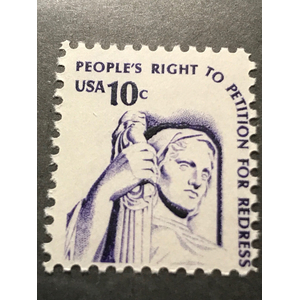 PEOPLE'S RIGHT TO PETITION FOR REDRESS
USA 10c